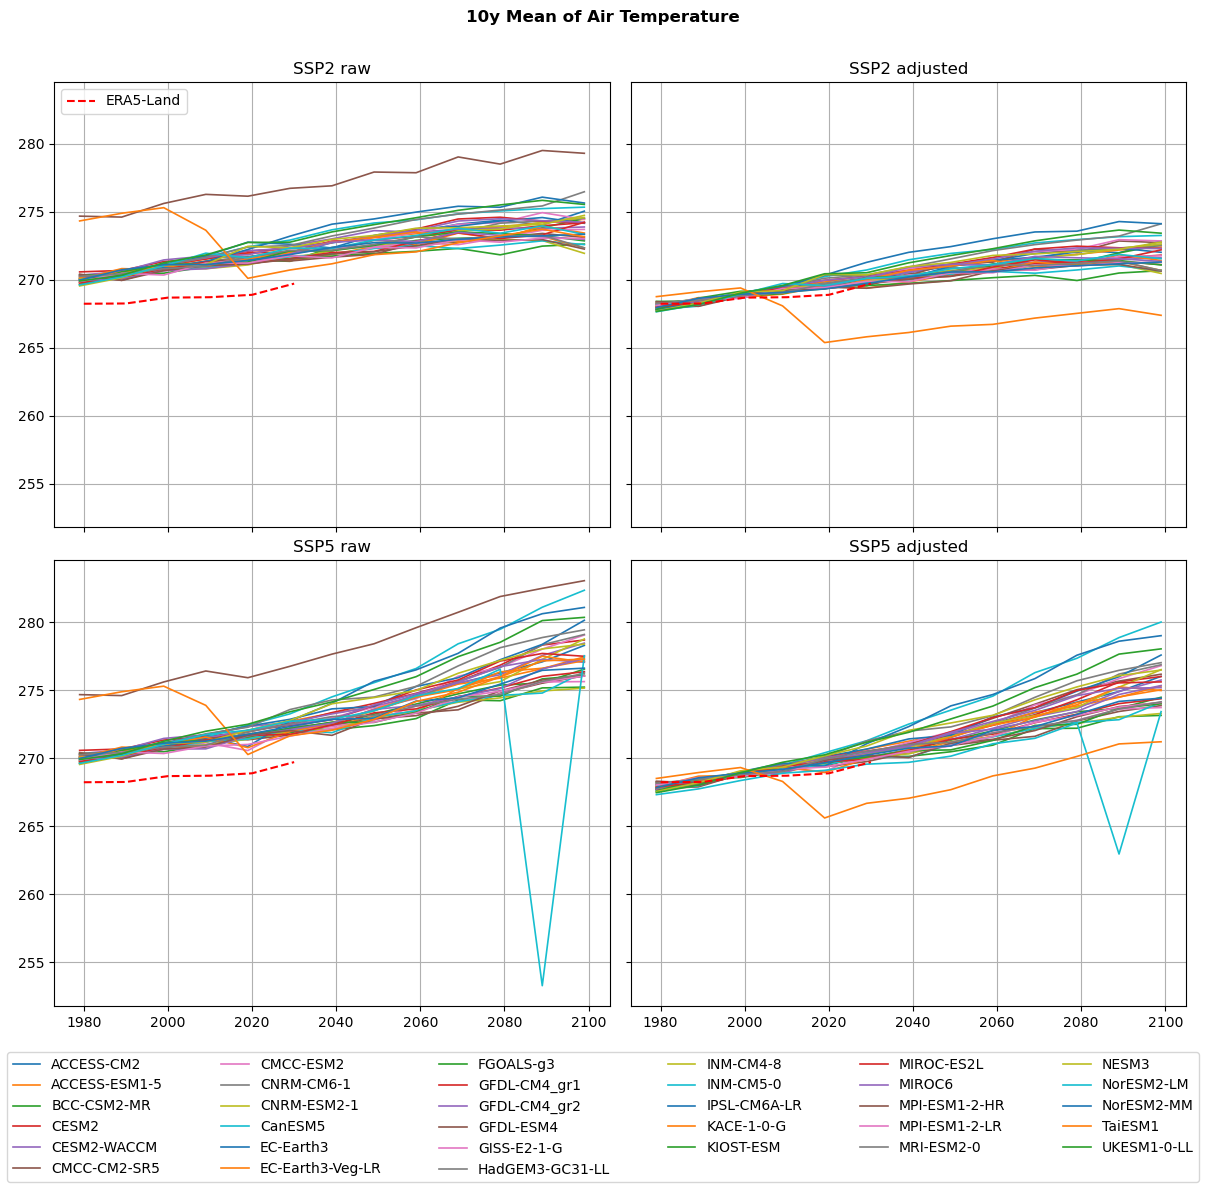 10y Mean of Air Temperature
SSP2 raw
SSP2 adjusted
ERA5-Land
280
275
270
265
260
255
SSP5 raw
SSP5 adjusted
280
275
270
265
260
255
1980 2000 2020 2040 2060 2080 2100
1980 2000 2020 2040 2060 2080 2100
ACCESS-CM2
ACCESS-ESM1-5
BCC-CSM2-MR
CESM2
CESM2-WACCM
CMCC-CM2-SR5
CMCC-ESM2
CNRM-CM6-1
CNRM-ESM2-1
CanESM5
EC-Earth3
EC-Earth3-Veg-LR
FGOALS-g3
GFDL-CM4_gr1
GFDL-CM4_gr2
GFDL-ESM4
GISS-E2-1-G
HadGEM3-GC31-LL
INM-CM4-8
INM-CM5-0
IPSL-CM6A-LR
KACE-1-0-G
KIOST-ESM
MIROC-ES2L
MIROC6
MPI-ESM1-2-HR
MPI-ESM1-2-LR
MRI-ESM2-0
NESM3
NorESM2-LM
NorESM2-MM
TaiESM1
UKESM1-0-LL